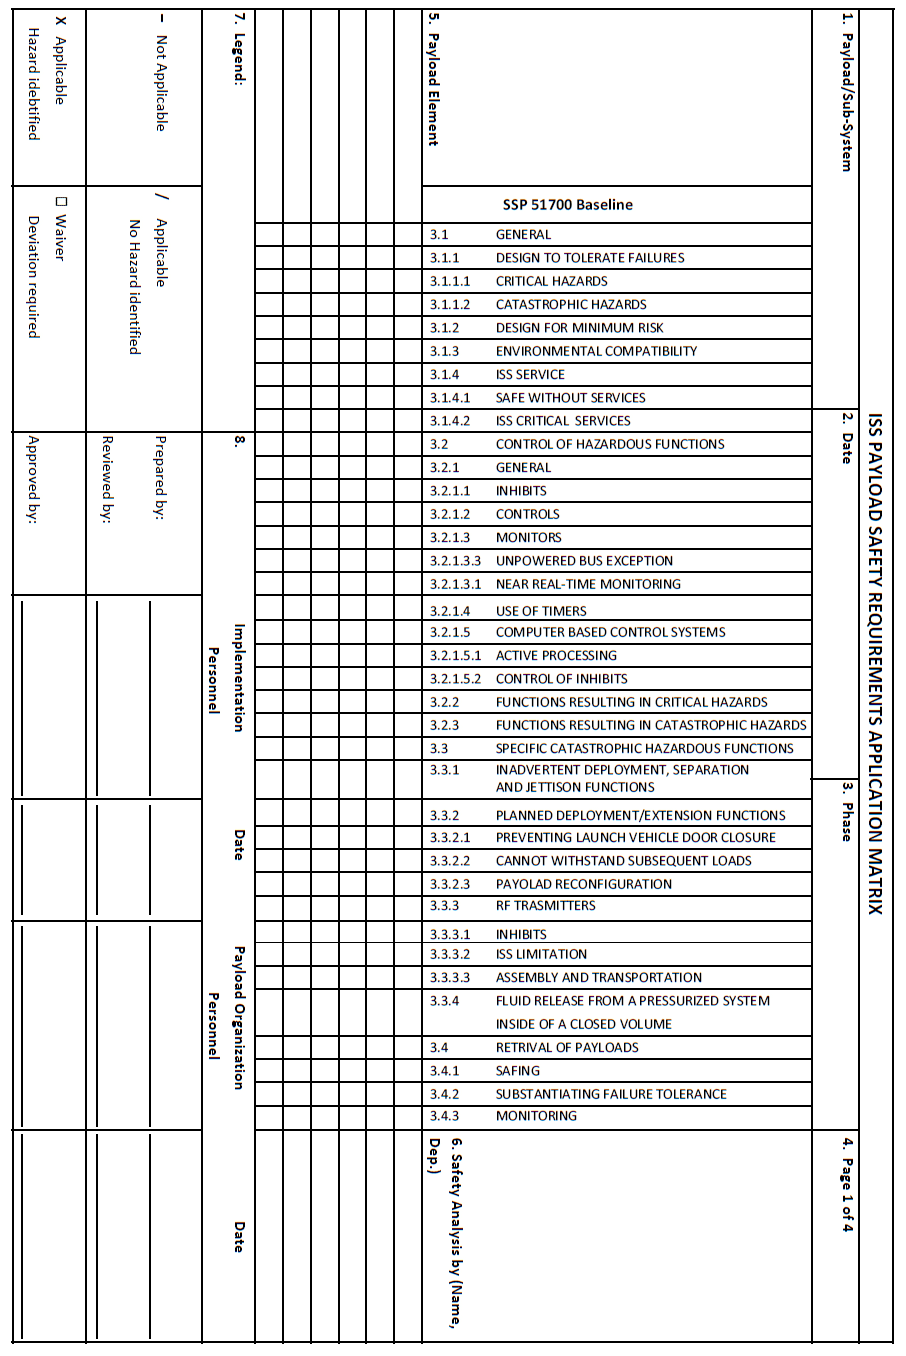 ISS PAYLOAD SAFETY REQUIREMENTS APPLICATION MATRIX
1. Payload/Sub-System
2. Date
3. Phase
4. Page 1 of 4
5. Payload Element
SSP 51700 Baseline
3.1 GENERAL
3.1.1 DESIGN TO TOLERATE FAILURES
3.1.1.1 CRITICAL HAZARDS
3.1.1.2 CATASTROPHIC HAZARDS
3.1.2 DESIGN FOR MINIMUM RISK
3.1.3 ENVIRONMENTAL COMPATIBILITY
3.1.4 ISS SERVICE
3.1.4.1 SAFE WITHOUT SERVICES
3.1.4.2 ISS CRITICAL SERVICES
3.2 CONTROL OF HAZARDOUS FUNCTIONS
3.2.1 GENERAL
3.2.1.1 INHIBITS
3.2.1.2 CONTROLS
3.2.1.3 MONITORS
3.2.1.3.3 UNPOWERED BUS EXCEPTION
3.2.1.3.1 NEAR REAL-TIME MONITORING
3.2.1.4 USE OF TIMERS
3.2.1.5 COMPUTER BASED CONTROL SYSTEMS
3.2.1.5.1 ACTIVE PROCESSING
3.2.1.5.2 CONTROL OF INHIBITS
3.2.2 FUNCTIONS RESULTING IN CRITICAL HAZARDS
3.2.3 FUNCTIONS RESULTING IN CATASTROPHIC HAZARDS
3.3 SPECIFIC CATASTROPHIC HAZARDOUS FUNCTIONS
3.3.1 INADVERTENT DEPLOYMENT, SEPARATION
AND JETTISON FUNCTIONS
3.3.2 PLANNED DEPLOYMENT/EXTENSION FUNCTIONS
3.3.2.1 PREVENTING LAUNCH VEHICLE DOOR CLOSURE
3.3.2.2 CANNOT WITHSTAND SUBSEQUENT LOADS
3.3.2.3 PAYOLAD RECONFIGURATION
3.3.3 RF TRASMITTERS
3.3.3.1 INHIBITS
3.3.3.2 ISS LIMITATION
3.3.3.3 ASSEMBLY AND TRANSPORTATION
3.3.4 FLUID RELEASE FROM A PRESSURIZED SYSTEM
INSIDE OF A CLOSED VOLUME
3.4 RETRIVAL OF PAYLOADS
3.4.1 SAFING
3.4.2 SUBSTANTIATING FAILURE TOLERANCE
3.4.3 MONITORING
6. Safety Analysis by (Name,
Dep.)
7. Legend:
– Not Applicable
/ Applicable
No Hazard identified
X Applicable
Hazard idebtified
☐ Waiver
Deviation required
8.
Implementation
Personnel
Date
Payload Organization
Personnel
Date
Prepared by:
Reviewed by:
Approved by: